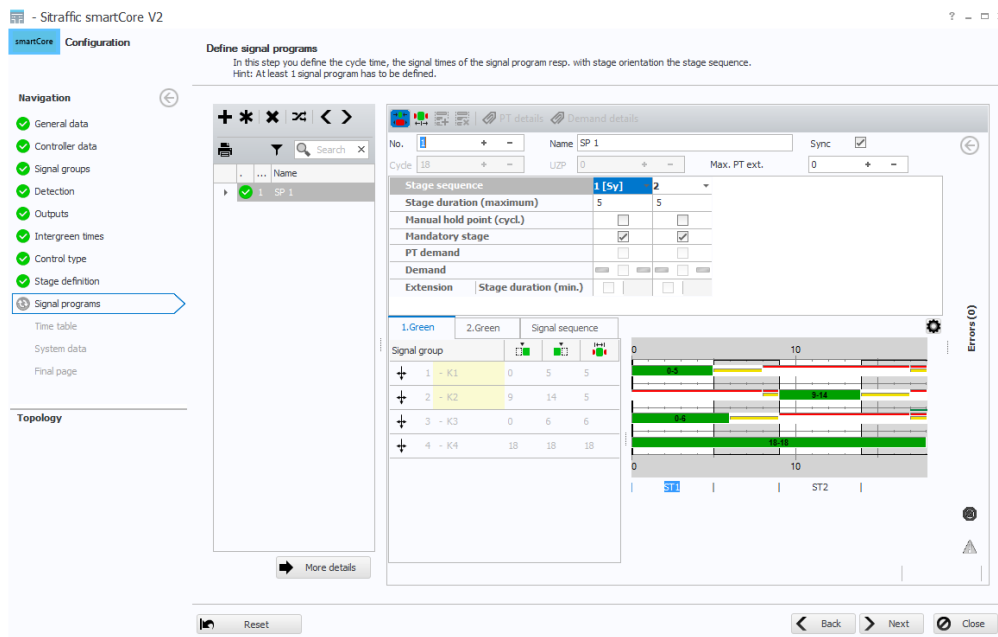 - Sitraffic smartCore V2
smartCore Configuration
Define signal programs
In this step you define the cycle time, the signal times of the signal program resp. with stage orientation the stage sequence.
Hint: At least 1 signal program has to be defined.
Navigation
General data
Controller data
Signal groups
Detection
Outputs
Intergreen times
Control type
Stage definition
Signal programs
Time table
System data
Final page
Topology
Search
. ... Name
1 SP 1
More details
PT details Demand details
No. 1 + - Name SP 1 Sync
Cycle 18 + - UZP 0 + - Max. PT ext. 0 + -
Stage sequence 1 [Sy] 2
Stage duration (maximum) 5 5
Manual hold point (cycl.)
Mandatory stage
PT demand
Demand
Extension Stage duration (min.)
1.Green 2.Green Signal sequence
Signal group
1 - K1 0 5 5
2 - K2 9 14 5
3 - K3 0 6 6
4 - K4 18 18 18
0 10
0-5
9-14
0-6
18-18
0 10
ST1 ST2
Errors (0)
Reset Back Next Close